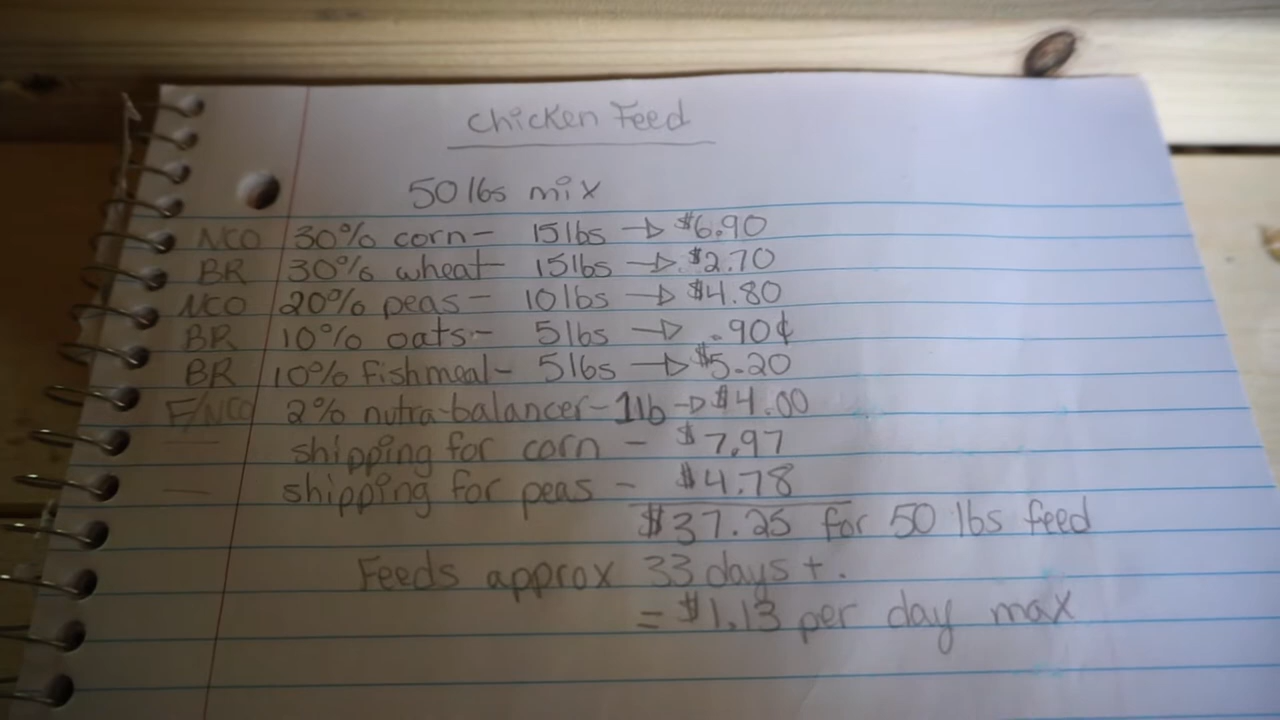 Chicken Feed
50 lbs mix
NCO 30% corn - 15lbs → $6.90
BR 30% wheat - 15lbs → $2.70
NCO 20% peas - 10lbs → $4.80
BR 10% oats - 5lbs → .90¢
BR 10% fishmeal - 5lbs → $5.20
F/NCO 2% nutra-balancer - 1lb → $4.00
— shipping for corn - $7.97
— shipping for peas - $4.78
$37.25 for 50 lbs feed
Feeds approx 33 days +.
= $1.13 per day max